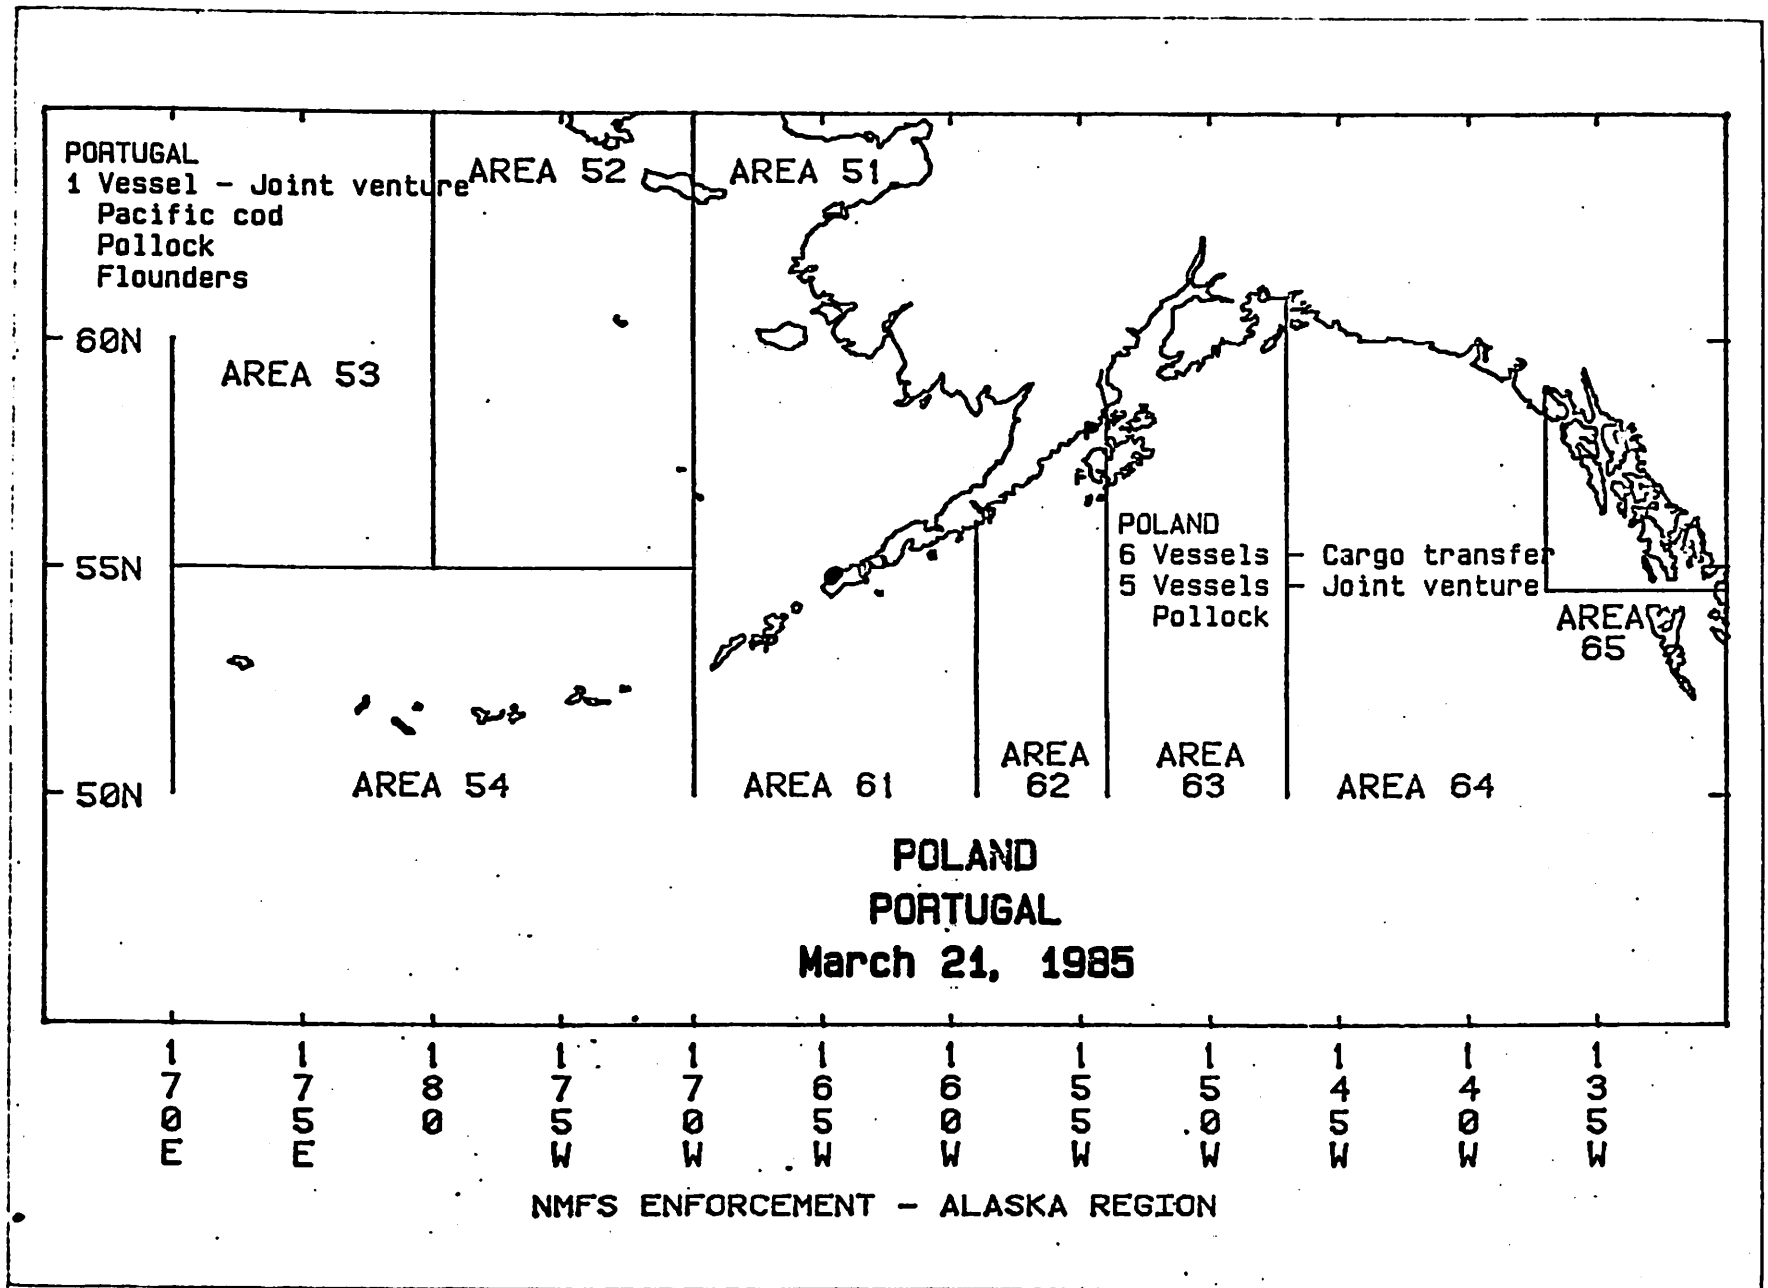 PORTUGAL
1 Vessel - Joint venture
Pacific cod
Pollock
Flounders
AREA 52
AREA 51
60N
AREA 53
55N
POLAND
6 Vessels - Cargo transfer
5 Vessels - Joint venture
Pollock
AREA
65
50N
AREA 54
AREA 61
AREA
62
AREA
63
AREA 64
POLAND
PORTUGAL
March 21, 1985
170E
175E
180
175W
170W
165W
160W
155W
150W
145W
140W
135W
NMFS ENFORCEMENT - ALASKA REGION